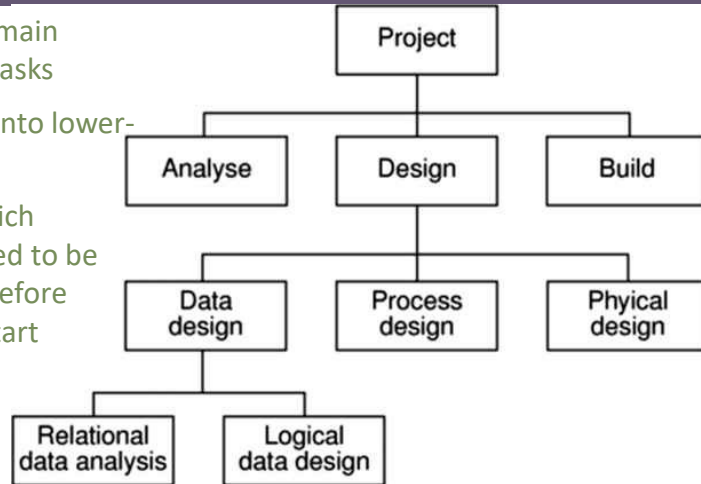 main
asks
nto lower-
ich
ed to be
efore
art
Project
Analyse
Design
Build
Data
design
Process
design
Phyical
design
Relational
data analysis
Logical
data design